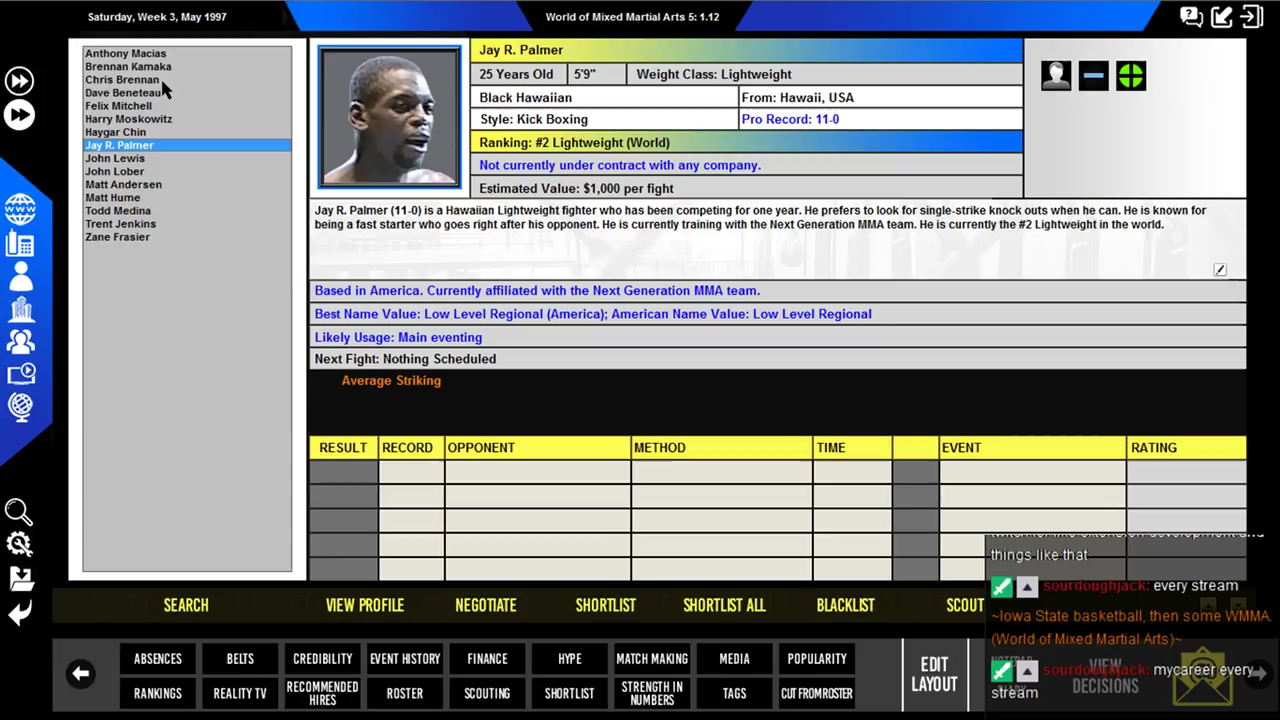 Saturday, Week 3, May 1997
World of Mixed Martial Arts 5: 1.12
Anthony Macias
Brennan Kamaka
Chris Brennan
Dave Beneteau
Felix Mitchell
Harry Moskowitz
Haygar Chin
Jay R. Palmer
John Lewis
John Lober
Matt Andersen
Matt Hume
Todd Medina
Trent Jenkins
Zane Frasier
Jay R. Palmer
25 Years Old 5'9" Weight Class: Lightweight
Black Hawaiian From: Hawaii, USA
Style: Kick Boxing Pro Record: 11-0
Ranking: #2 Lightweight (World)
Not currently under contract with any company.
Estimated Value: $1,000 per fight
Jay R. Palmer (11-0) is a Hawaiian Lightweight fighter who has been competing for one year. He prefers to look for single-strike knock outs when he can. He is known for
being a fast starter who goes right after his opponent. He is currently training with the Next Generation MMA team. He is currently the #2 Lightweight in the world.
Based in America. Currently affiliated with the Next Generation MMA team.
Best Name Value: Low Level Regional (America); American Name Value: Low Level Regional
Likely Usage: Main eventing
Next Fight: Nothing Scheduled
Average Striking
RESULT RECORD OPPONENT METHOD TIME EVENT RATING
things like that
sourdoughjack: every stream
~Iowa State basketball, then some WMMA.
(World of Mixed Martial Arts)~
sourdoughjack: mycareer every
stream
SEARCH VIEW PROFILE NEGOTIATE SHORTLIST SHORTLIST ALL BLACKLIST SCOUT
ABSENCES BELTS CREDIBILITY EVENT HISTORY FINANCE HYPE MATCH MAKING MEDIA POPULARITY
RANKINGS REALITY TV RECOMMENDED HIRES ROSTER SCOUTING SHORTLIST STRENGTH IN NUMBERS TAGS CUT FROM ROSTER
EDIT LAYOUT
VIEW DECISIONS
WWW